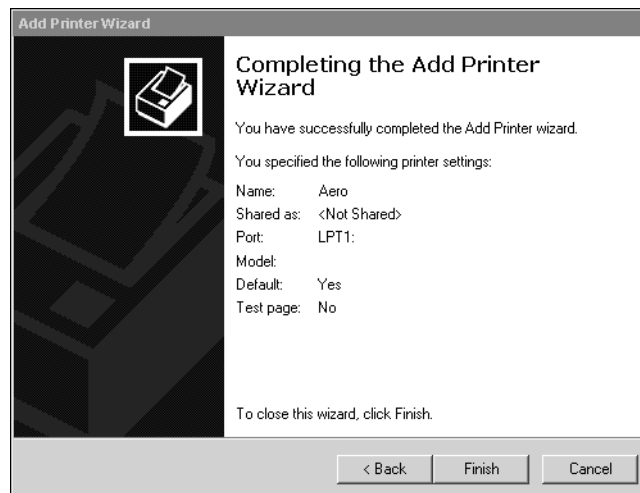 Add Printer Wizard
Completing the Add Printer
Wizard
You have successfully completed the Add Printer wizard.
You specified the following printer settings:
Name: Aero
Shared as: <Not Shared>
Port: LPT1:
Model:
Default: Yes
Test page: No
To close this wizard, click Finish.
< Back Finish Cancel